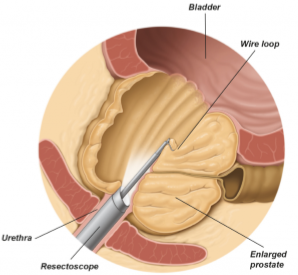 Bladder
Wire loop
Urethra
Resectoscope
Enlarged
prostate